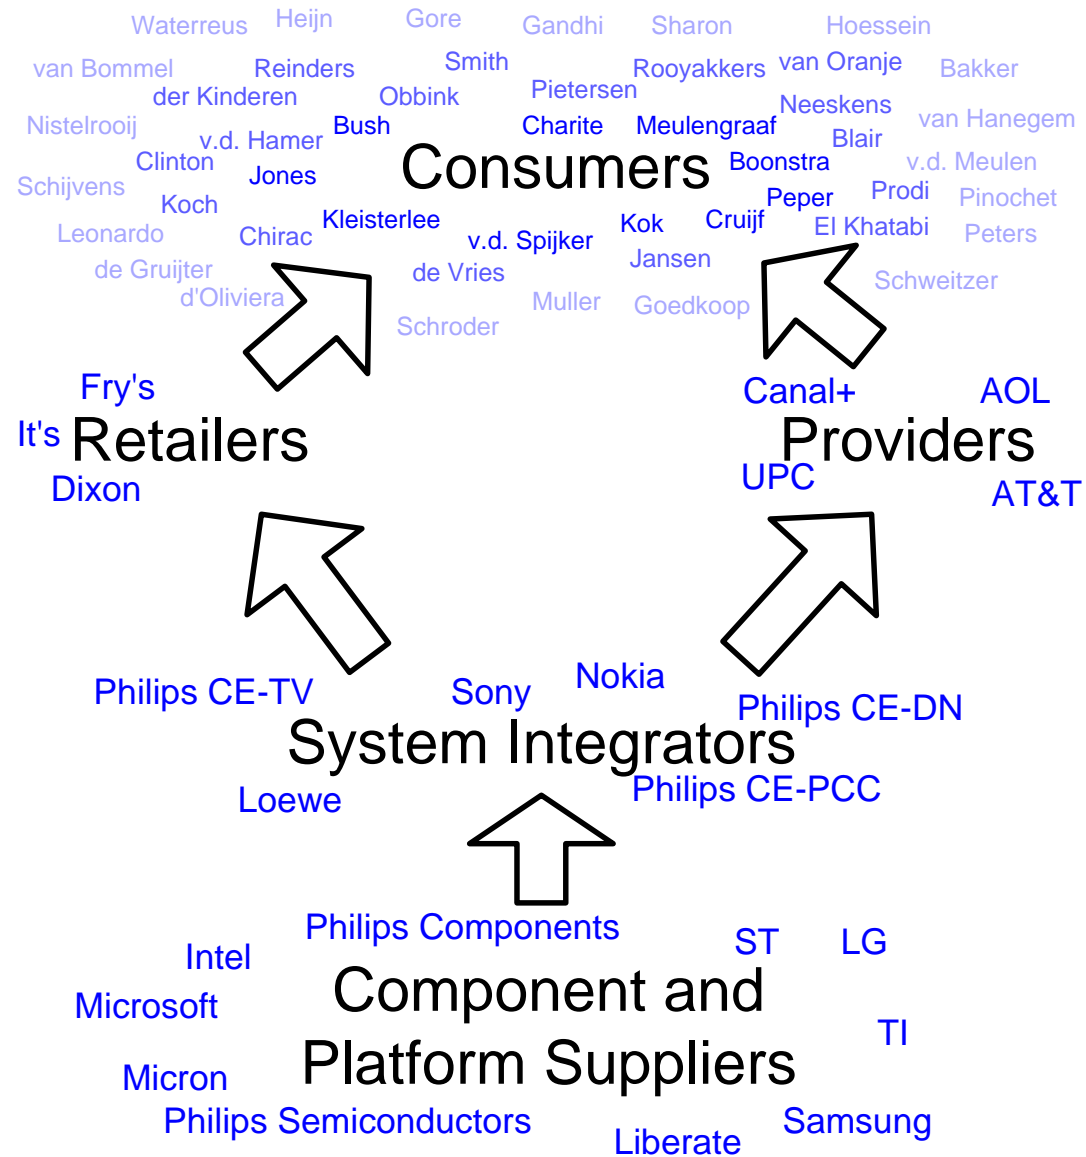 Waterreus
Heijn
Gore
Gandhi
Sharon
Hoessein
van Bommel
Reinders
Smith
Rooyakkers
van Oranje
Bakker
der Kinderen
Obbink
Pietersen
Neeskens
Nistelrooij
v.d. Hamer
Bush
Charite
Meulengraaf
Blair
van Hanegem
Clinton
Jones
Consumers
Boonstra
v.d. Meulen
Schijvens
Koch
Peper
Prodi
Pinochet
Leonardo
Chirac
Kleisterlee
v.d. Spijker
Kok
Cruijf
El Khatabi
Peters
de Gruijter
de Vries
Jansen
Schweitzer
d'Oliviera
Muller
Goedkoop
Schroder
Fry's
Canal+
AOL
It's
Retailers
Providers
Dixon
UPC
AT&T
Philips CE-TV
Sony
Nokia
Philips CE-DN
System Integrators
Loewe
Philips CE-PCC
Philips Components
ST
LG
Intel
Microsoft
Component and
Platform Suppliers
TI
Micron
Philips Semiconductors
Liberate
Samsung